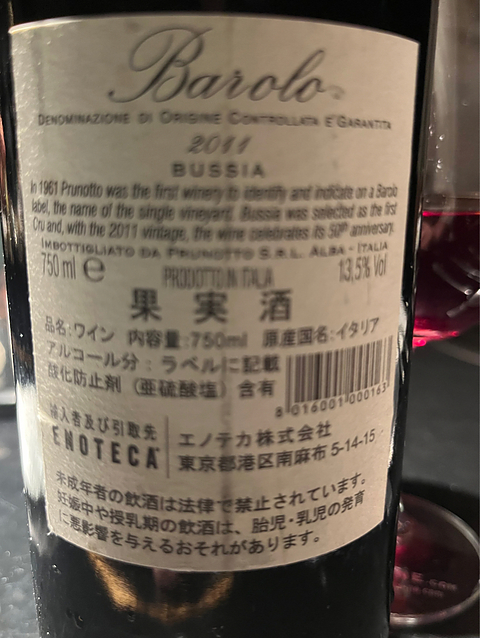 Barolo
DENOMINAZIONE DI ORIGINE CONTROLLATA E GARANTITA
2011
BUSSIA
In 1961 Prunotto was the first winery to identify and indicate on a Barolo
label, the name of the single vineyard. Bussia was selected as the first
Cru and, with the 2011 vintage, the wine celebrates its 50th anniversary.
IMBOTTIGLIATO DA PRUNOTTO S.R.L. ALBA - ITALIA
750 ml e PRODOTTO IN ITALIA 13,5% Vol
果実酒
品名:ワイン 内容量:750ml 原産国名:イタリア
アルコール分:ラベルに記載
酸化防止剤(亜硫酸塩)含有
8 016001 000163
輸入者及び引取先
ENOTECA
エノテカ株式会社
東京都港区南麻布 5-14-15
未成年者の飲酒は法律で禁止されています。
妊娠中や授乳期の飲酒は、胎児・乳児の発育
に悪影響を与えるおそれがあります。